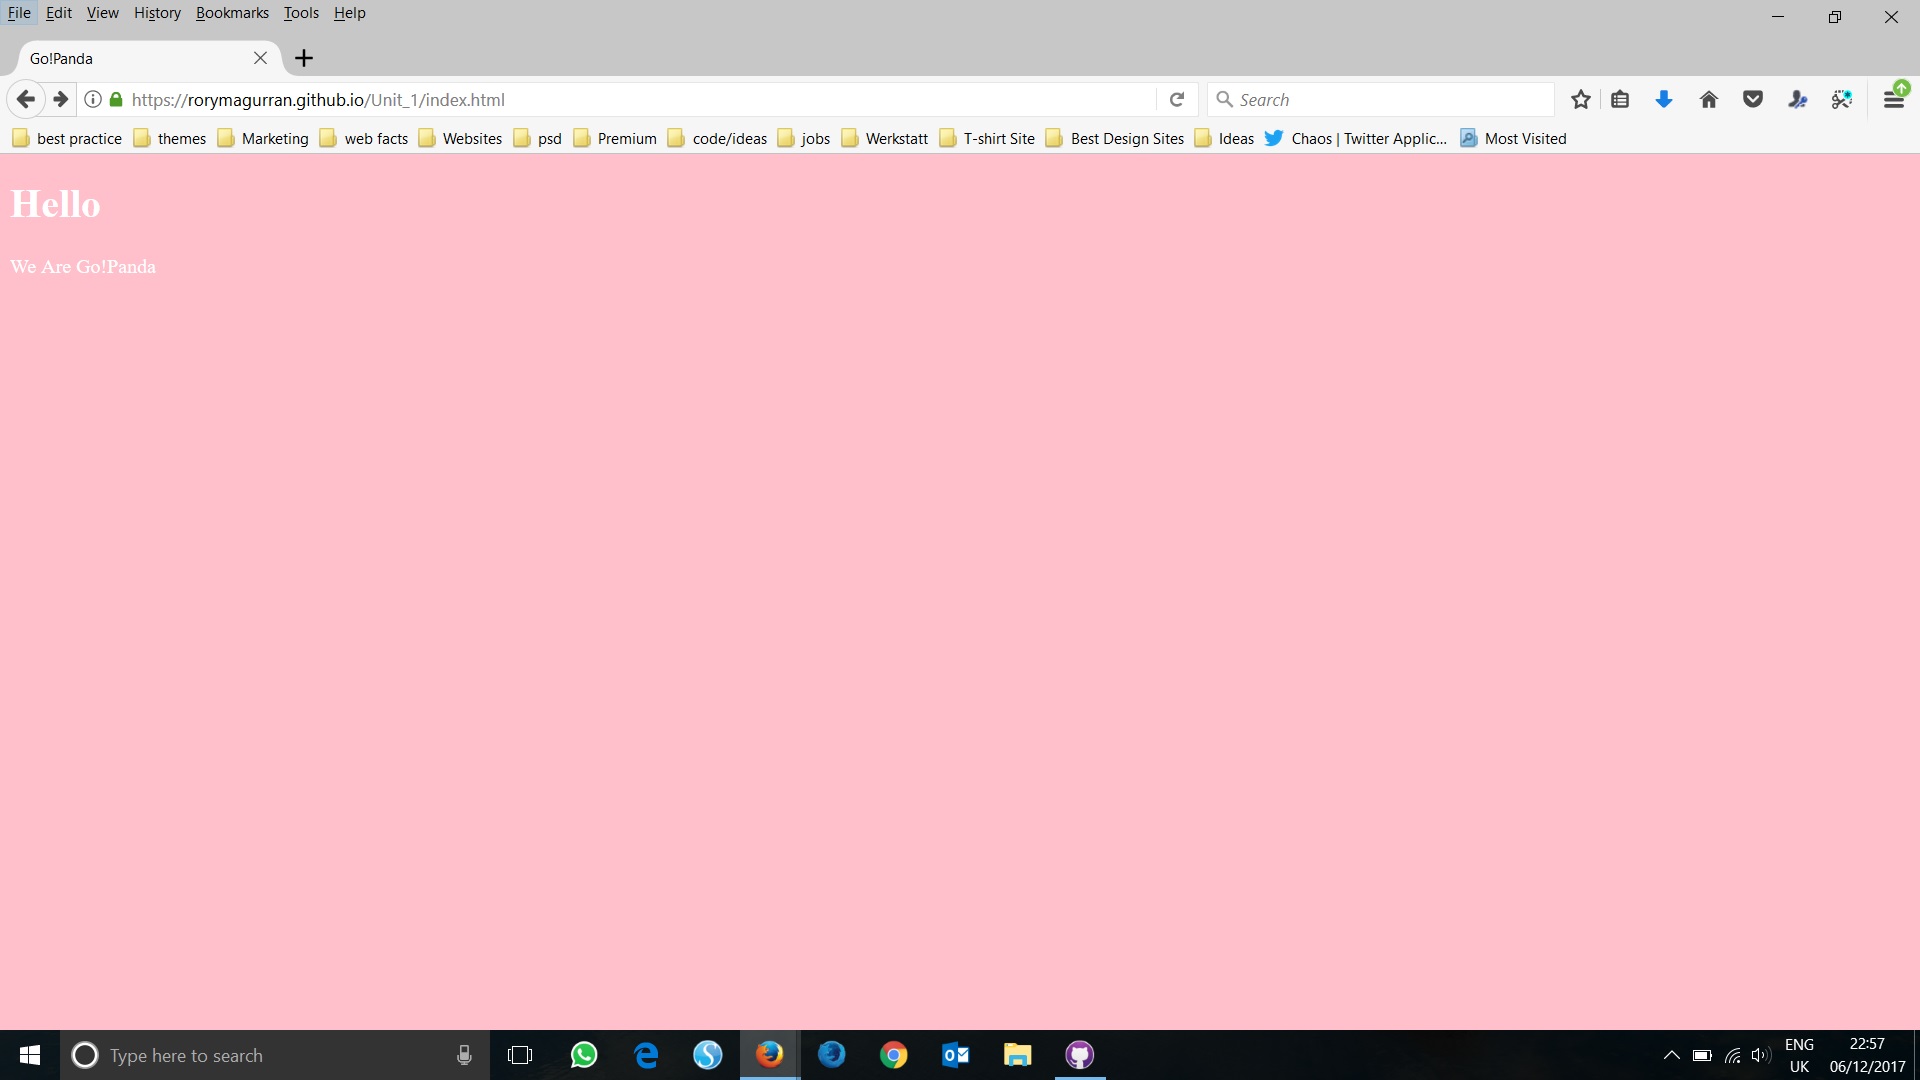 File Edit View History Bookmarks Tools Help
Go!Panda
https://rorymagurran.github.io/Unit_1/index.html
Search
best practice themes Marketing web facts Websites psd Premium code/ideas jobs Werkstatt T-shirt Site Best Design Sites Ideas Chaos | Twitter Applic... Most Visited
Hello
We Are Go!Panda
Type here to search
ENG 22:57
UK 06/12/2017